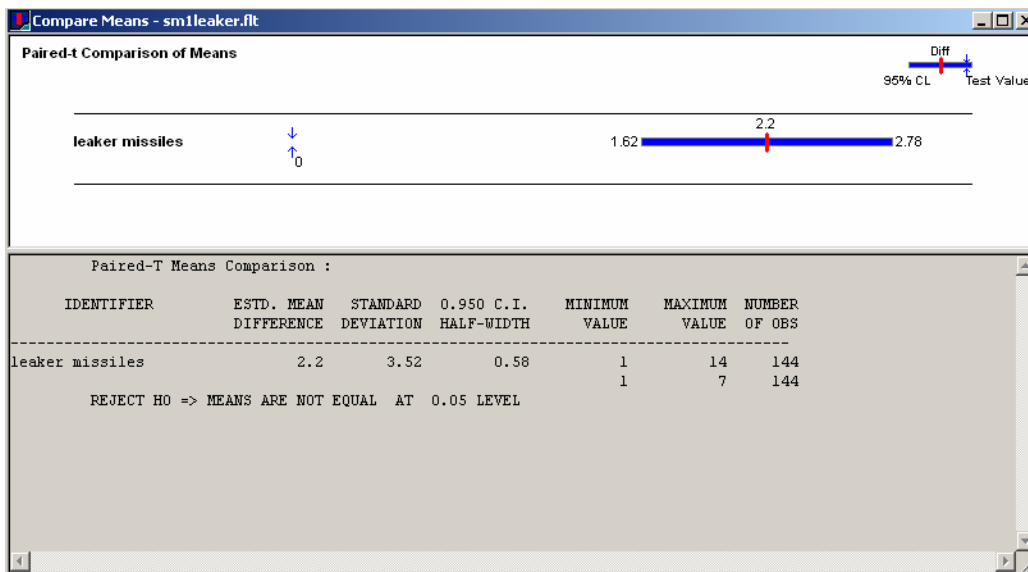 Compare Means - sm1leaker.flt
Paired-t Comparison of Means
Diff
95% CL Test Value
leaker missiles
0
1.62 2.2 2.78
Paired-T Means Comparison :
IDENTIFIER ESTD. MEAN STANDARD 0.950 C.I. MINIMUM MAXIMUM NUMBER
DIFFERENCE DEVIATION HALF-WIDTH VALUE VALUE OF OBS
leaker missiles 2.2 3.52 0.58 1 14 144
1 7 144
REJECT HO => MEANS ARE NOT EQUAL AT 0.05 LEVEL